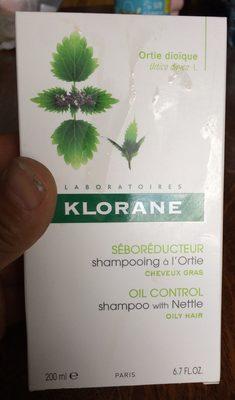 Ortie dioïque
Urtica dioica L.
LABORATOIRES
KLORANE
SÉBORÉDUCTEUR
shampooing à l'Ortie
CHEVEUX GRAS
OIL CONTROL
shampoo with Nettle
OILY HAIR
200 ml e PARIS 6.7 FL.OZ.